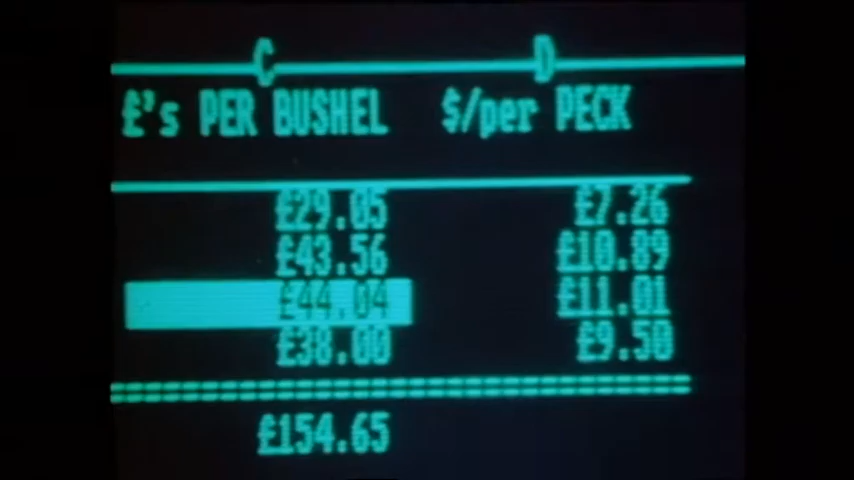 C D
£'s PER BUSHEL $/per PECK
£29.05 £7.26
£43.56 £10.89
£44.04 £11.01
£38.00 £9.50
£154.65